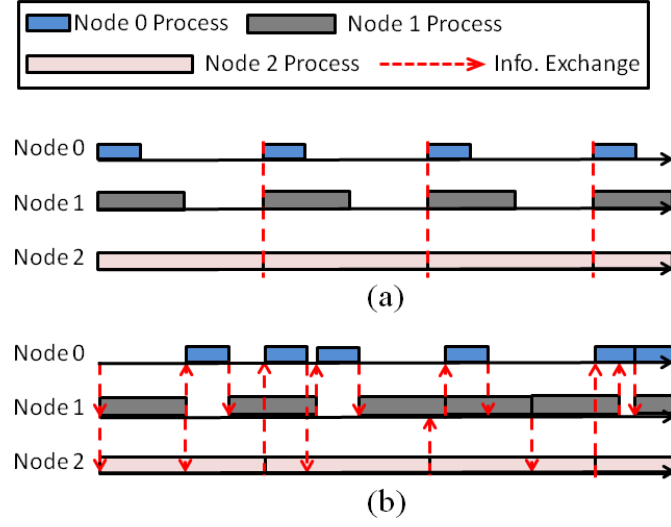 Node 0 Process Node 1 Process
Node 2 Process Info. Exchange
Node 0
Node 1
Node 2
(a)
Node 0
Node 1
Node 2
(b)